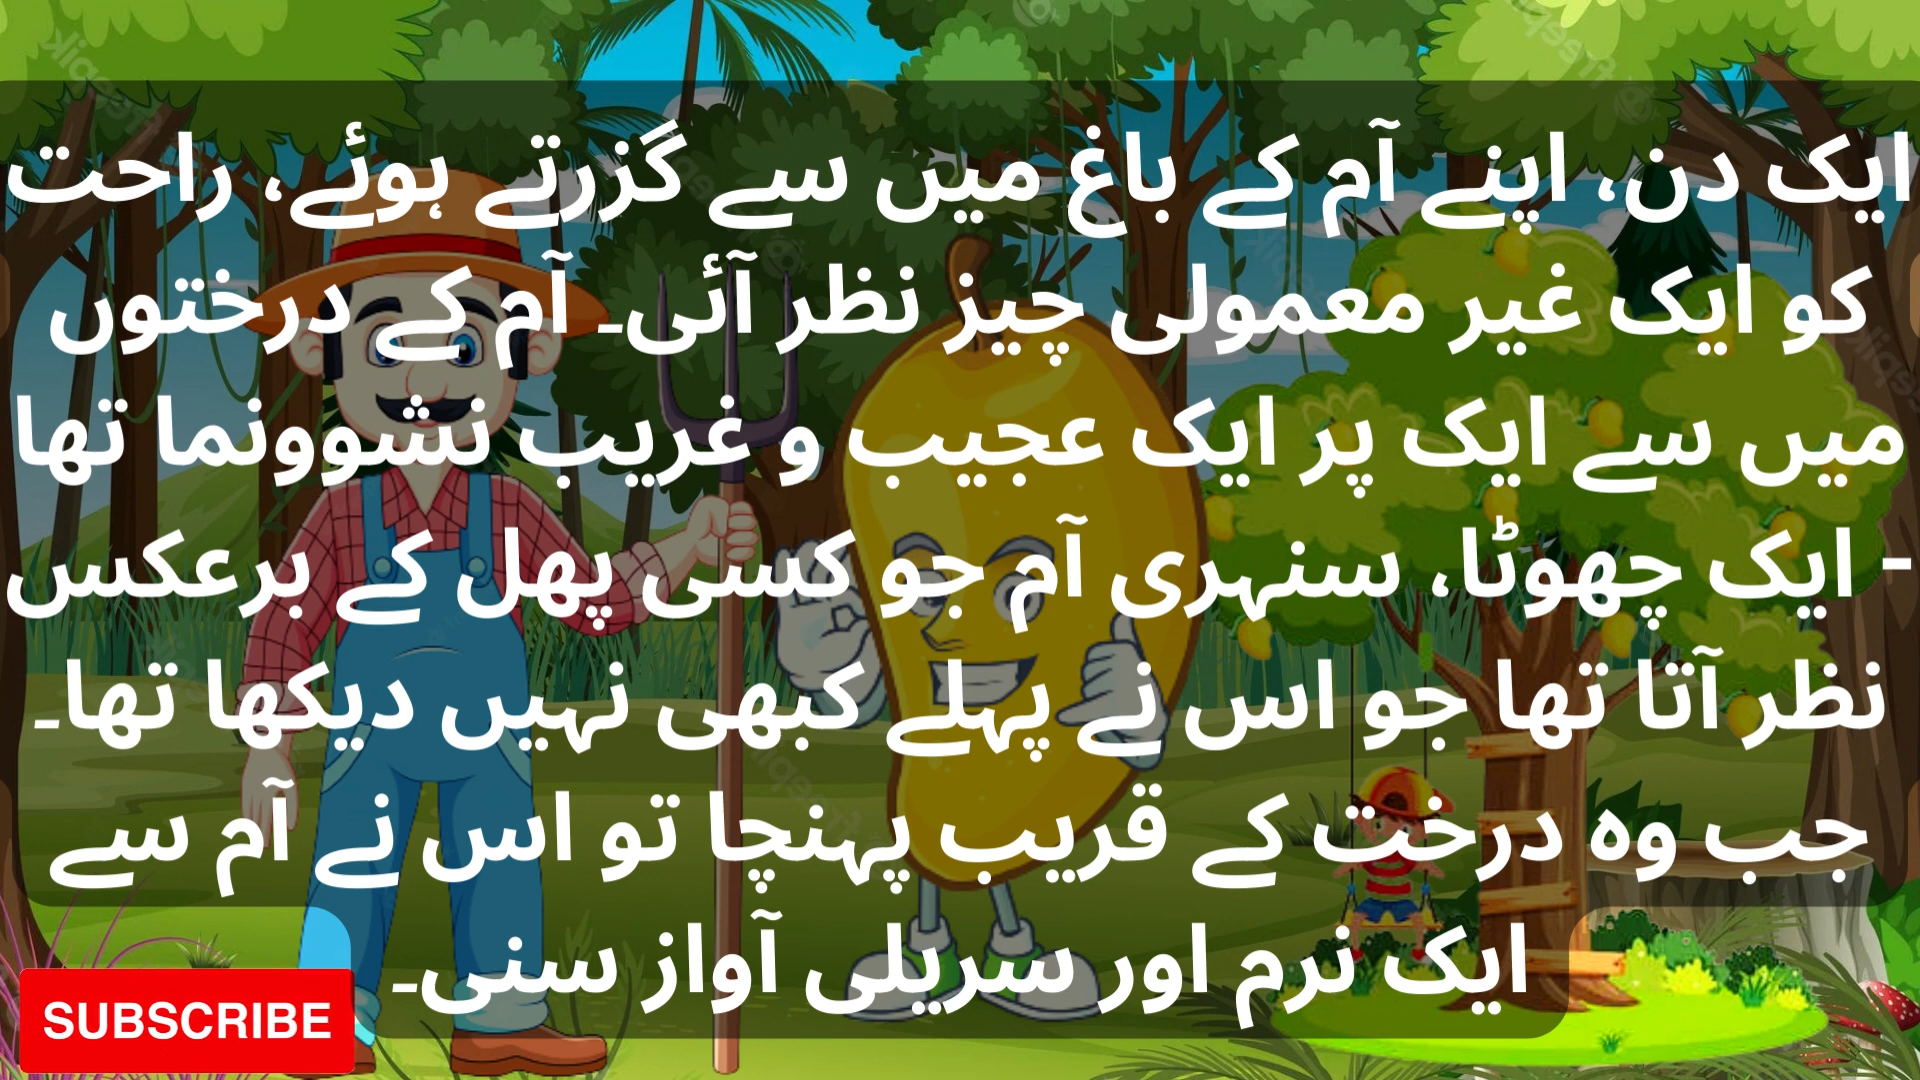 ایک دن، اپنے آم کے باغ میں سے گزرتے ہوئے، راحت
کو ایک غیر معمولی چیز نظر آئی۔ آم کے درختوں
میں سے ایک پر ایک عجیب و غریب نشوونما تھا
- ایک چھوٹا، سنہری آم جو کسی پھل کے برعکس
نظر آتا تھا جو اس نے پہلے کبھی نہیں دیکھا تھا۔
جب وہ درخت کے قریب پہنچا تو اس نے آم سے
ایک نرم اور سریلی آواز سنی۔
SUBSCRIBE